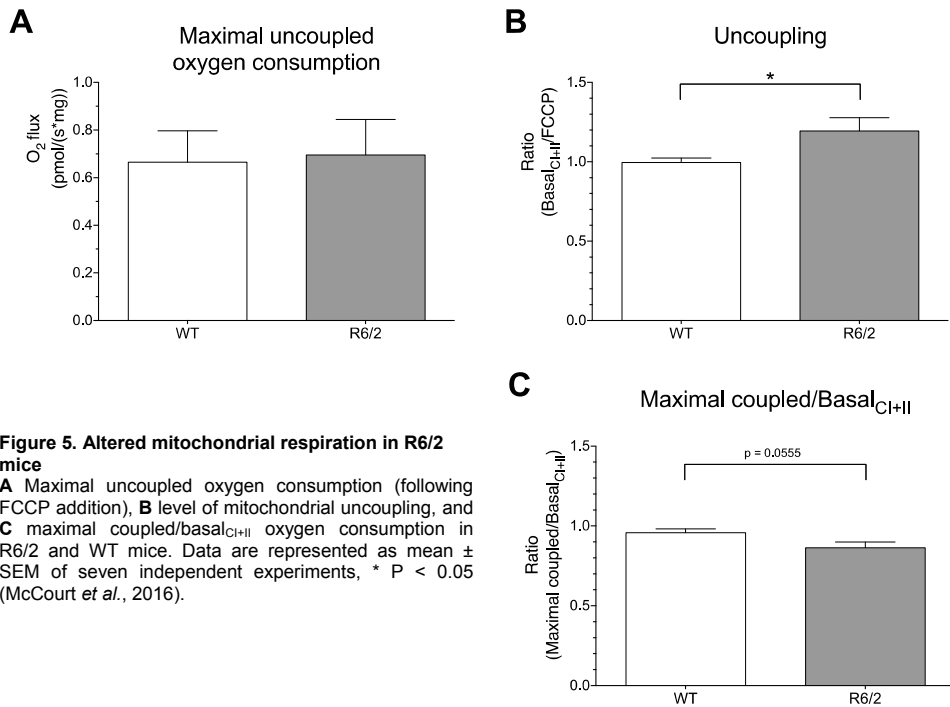 A
Maximal uncoupled
oxygen consumption
O2 flux
(pmol/(s*mg))
1.0
0.8
0.6
0.4
0.2
0.0
WT
R6/2
B
Uncoupling
*
Ratio
(BasalCI+II/FCCP)
1.5
1.0
0.5
0.0
WT
R6/2
C
Maximal coupled/BasalCI+II
p = 0.0555
Ratio
(Maximal coupled/BasalCI+II)
1.5
1.0
0.5
0.0
WT
R6/2
Figure 5. Altered mitochondrial respiration in R6/2
mice
A Maximal uncoupled oxygen consumption (following
FCCP addition), B level of mitochondrial uncoupling, and
C maximal coupled/basalCI+II oxygen consumption in
R6/2 and WT mice. Data are represented as mean ±
SEM of seven independent experiments, * P < 0.05
(McCourt et al., 2016).